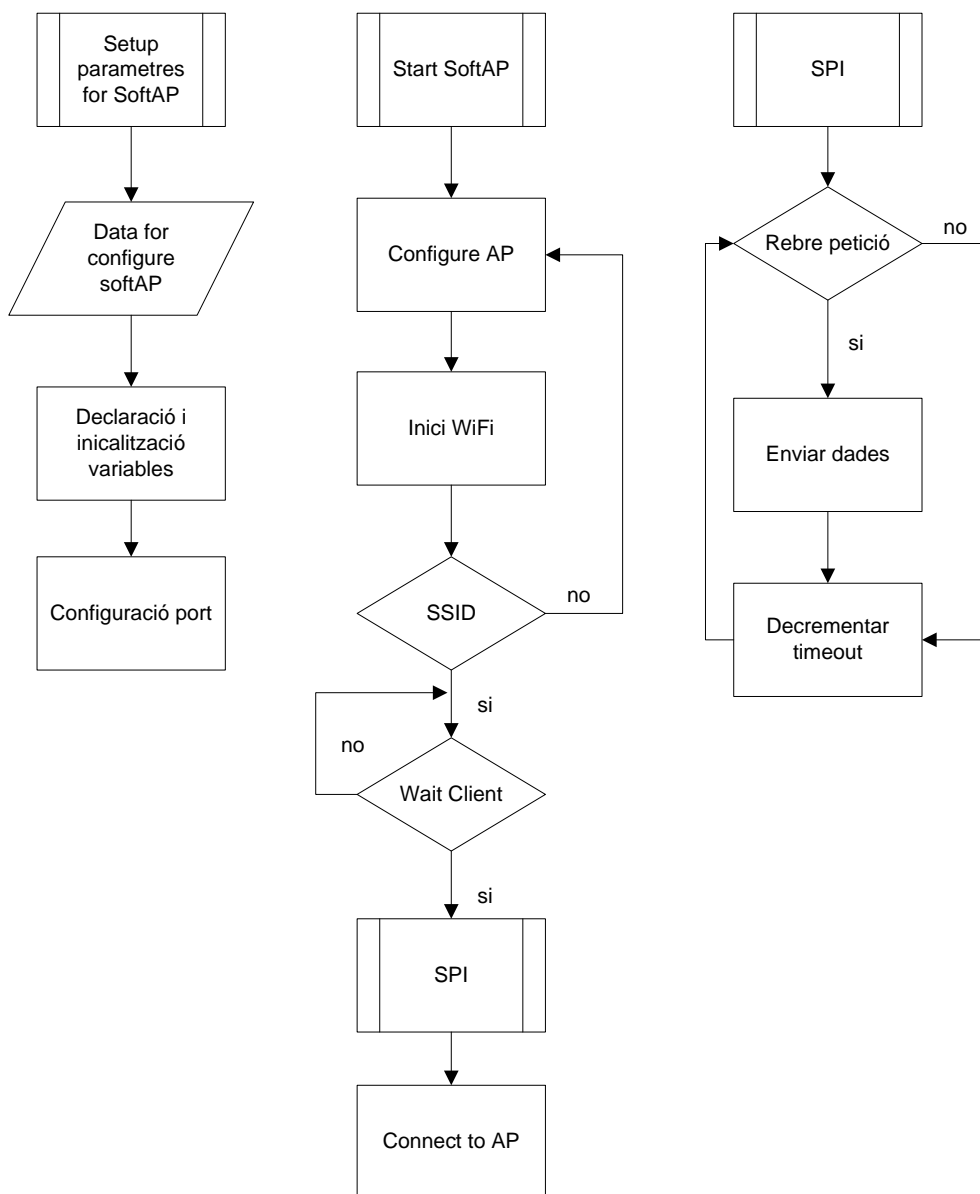 Setup
parametres
for SoftAP
Data for
configure
softAP
Declaració i
inicalització
variables
Configuració port
Start SoftAP
Configure AP
Inici WiFi
SSID
no
si
no
Wait Client
si
SPI
Connect to AP
SPI
Rebre petició
no
si
Enviar dades
Decrementar
timeout